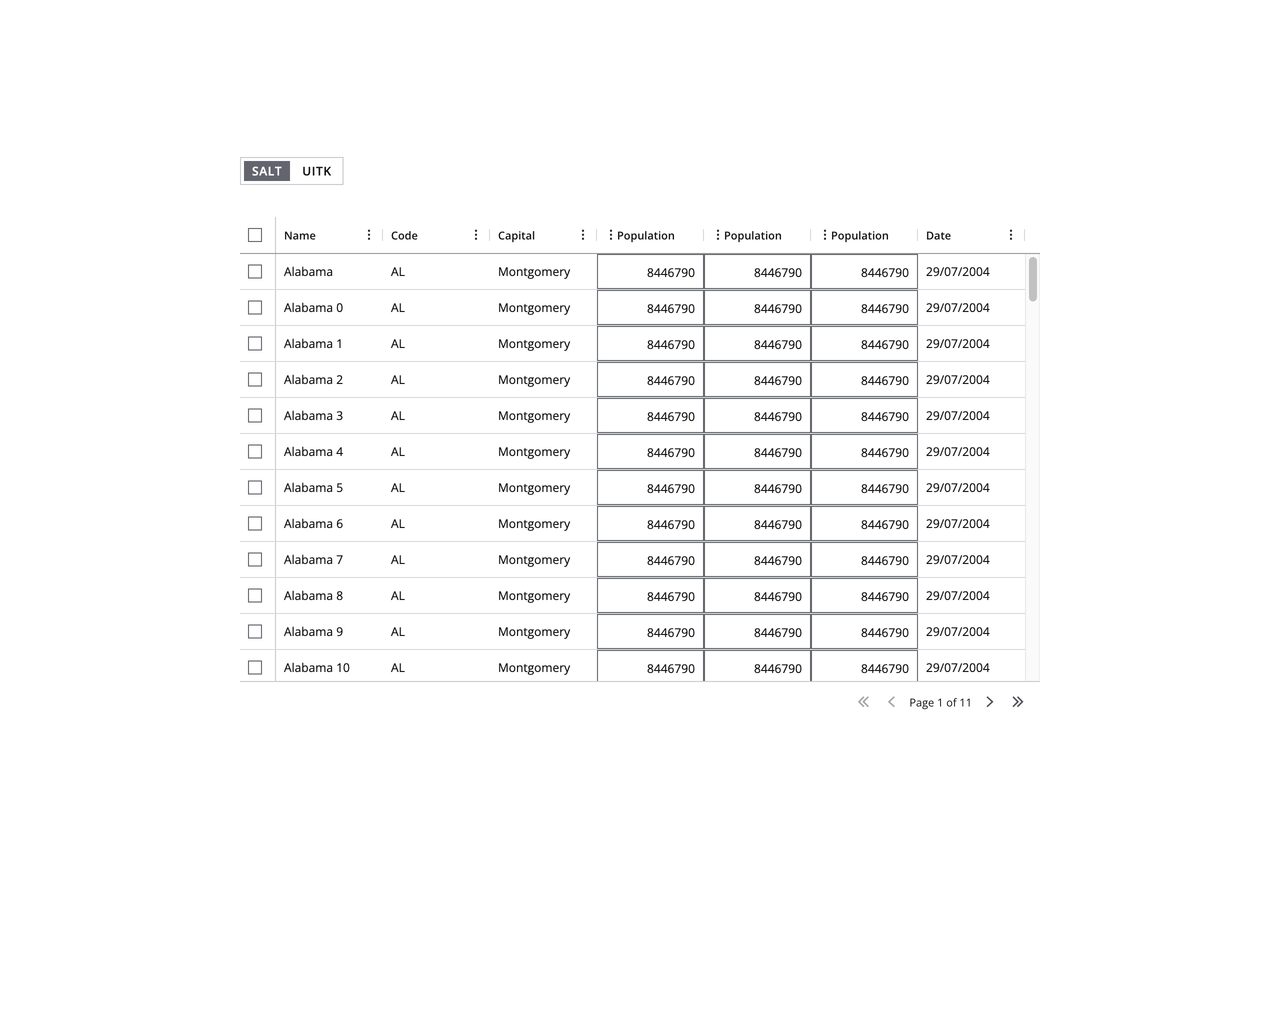 SALT UITK
Name Code Capital Population Population Population Date
Alabama AL Montgomery 8446790 8446790 8446790 29/07/2004
Alabama 0 AL Montgomery 8446790 8446790 8446790 29/07/2004
Alabama 1 AL Montgomery 8446790 8446790 8446790 29/07/2004
Alabama 2 AL Montgomery 8446790 8446790 8446790 29/07/2004
Alabama 3 AL Montgomery 8446790 8446790 8446790 29/07/2004
Alabama 4 AL Montgomery 8446790 8446790 8446790 29/07/2004
Alabama 5 AL Montgomery 8446790 8446790 8446790 29/07/2004
Alabama 6 AL Montgomery 8446790 8446790 8446790 29/07/2004
Alabama 7 AL Montgomery 8446790 8446790 8446790 29/07/2004
Alabama 8 AL Montgomery 8446790 8446790 8446790 29/07/2004
Alabama 9 AL Montgomery 8446790 8446790 8446790 29/07/2004
Alabama 10 AL Montgomery 8446790 8446790 8446790 29/07/2004
Page 1 of 11